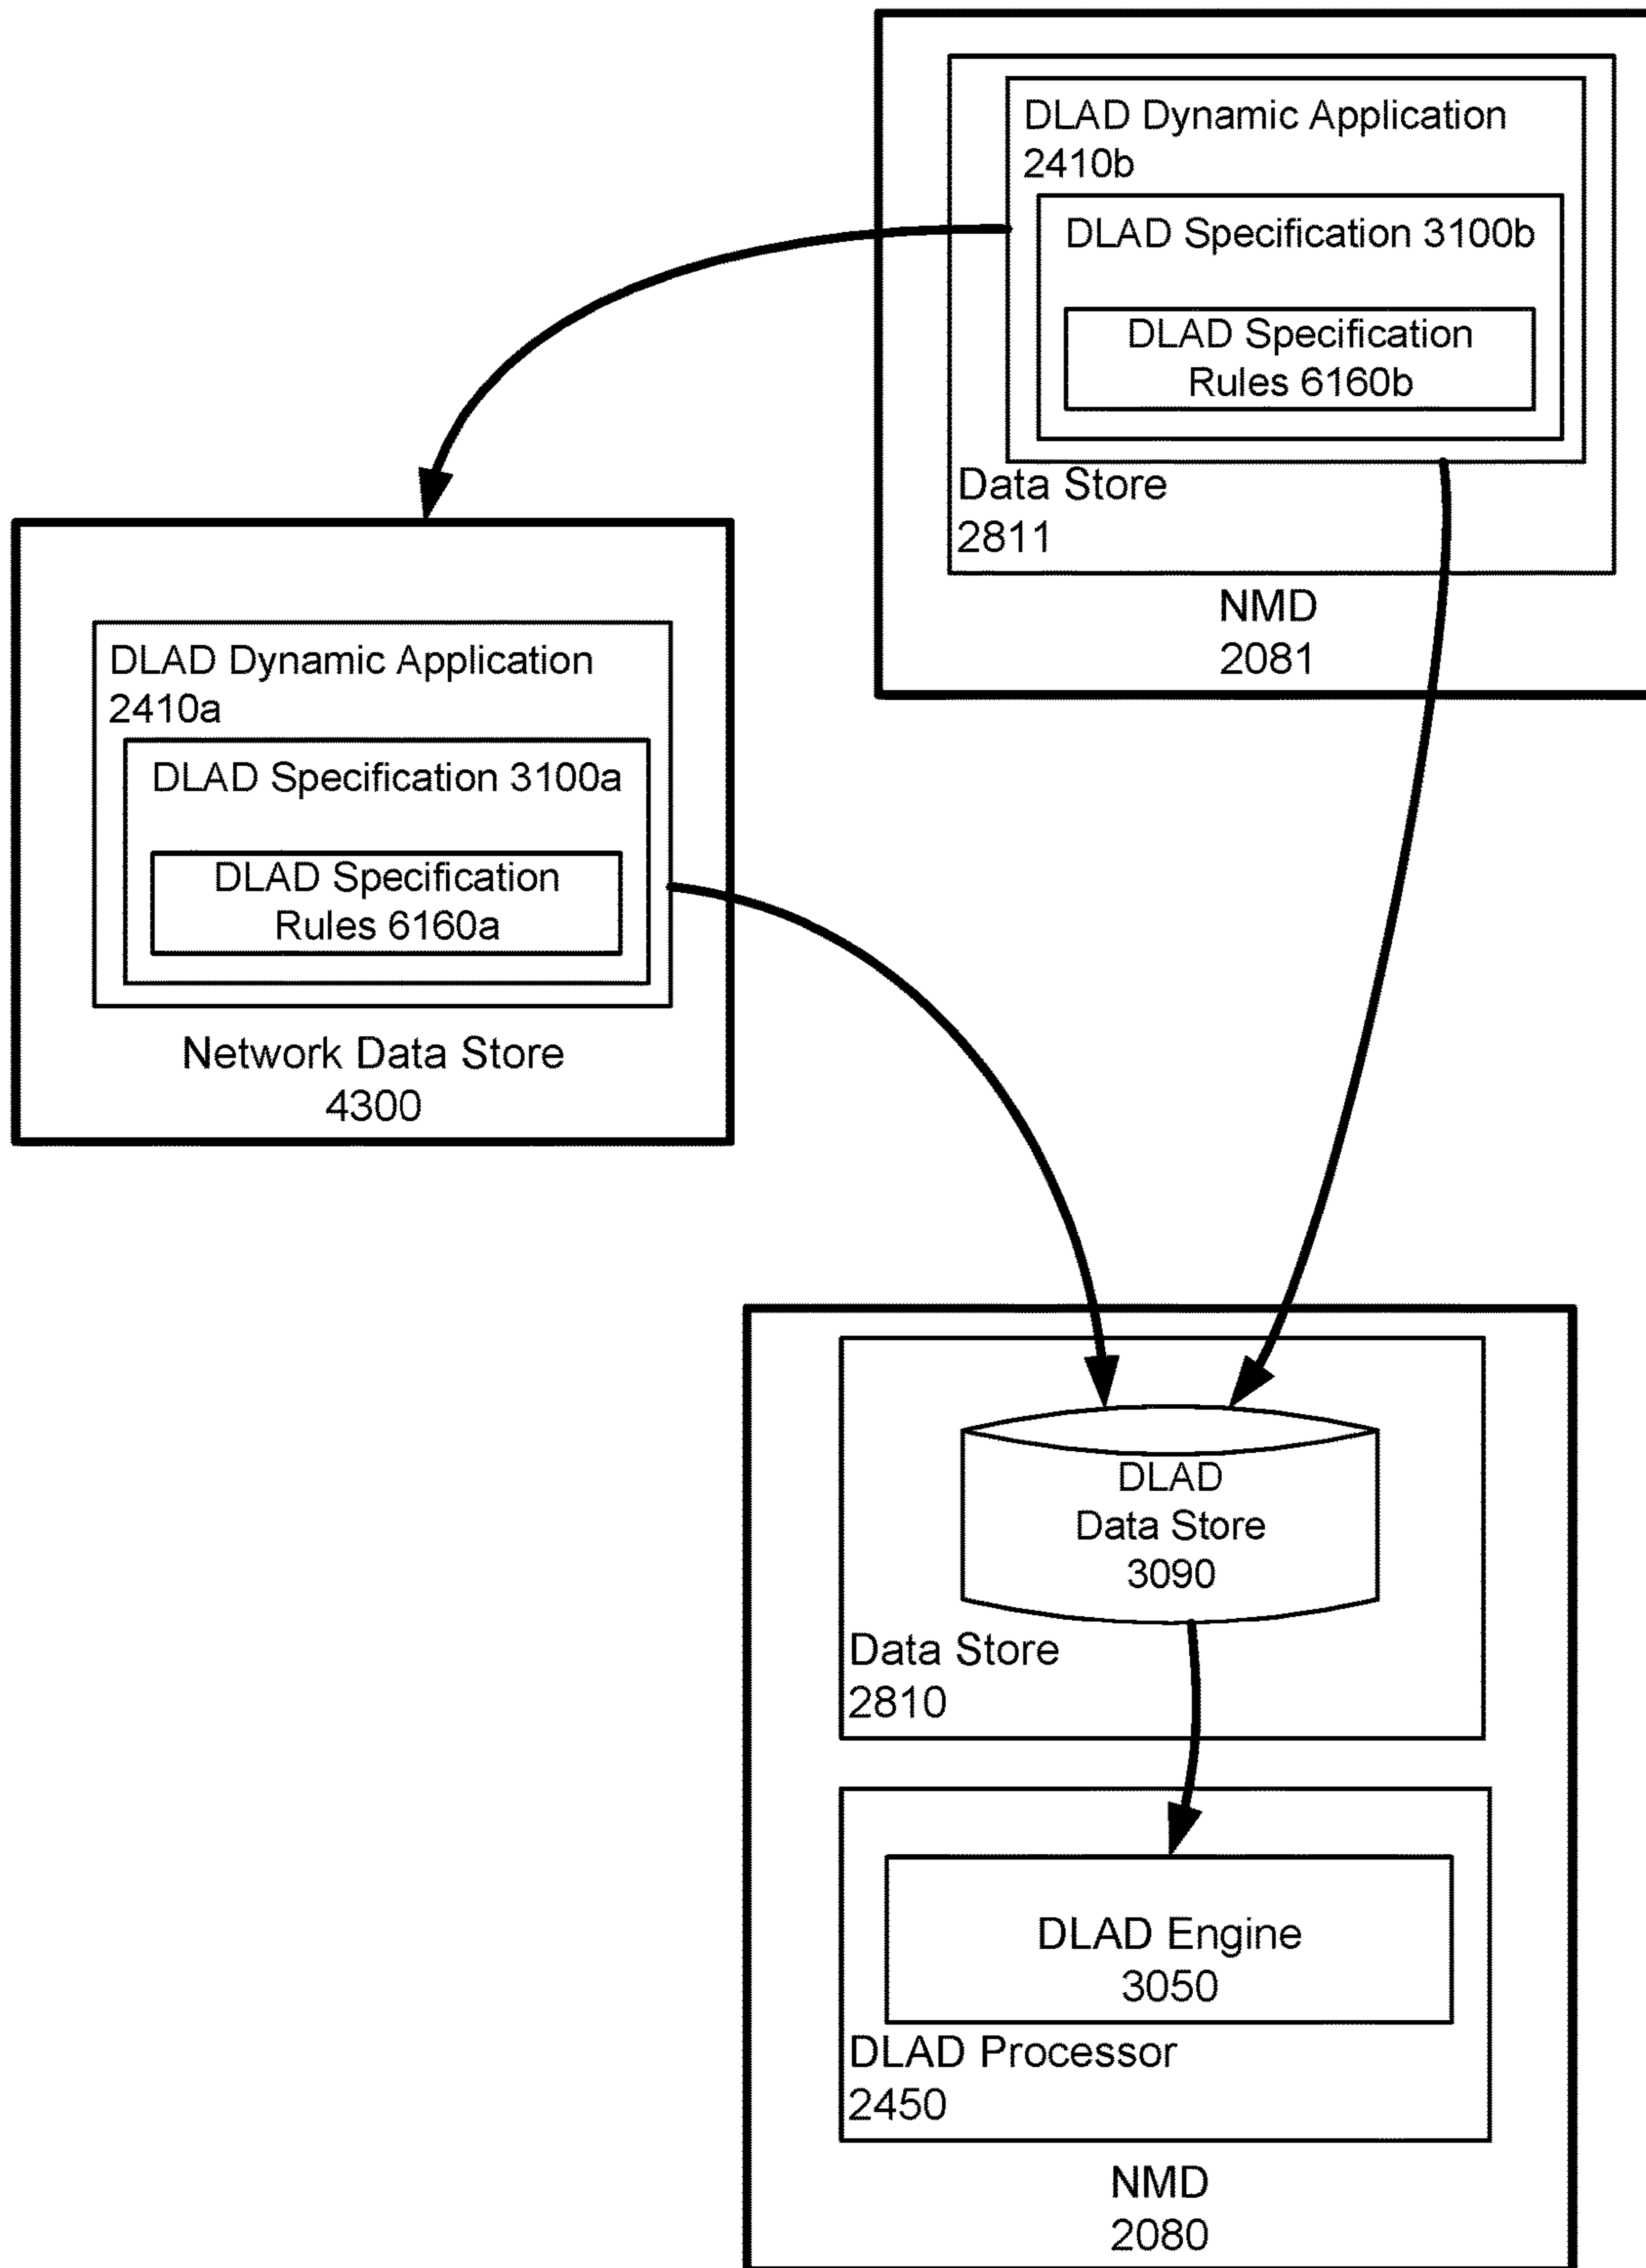 DLAD Dynamic Application
2410b
DLAD Specification 3100b
DLAD Specification
Rules 6160b
Data Store
2811
NMD
2081
DLAD Dynamic Application
2410a
DLAD Specification 3100a
DLAD Specification
Rules 6160a
Network Data Store
4300
DLAD
Data Store
3090
Data Store
2810
DLAD Engine
3050
DLAD Processor
2450
NMD
2080